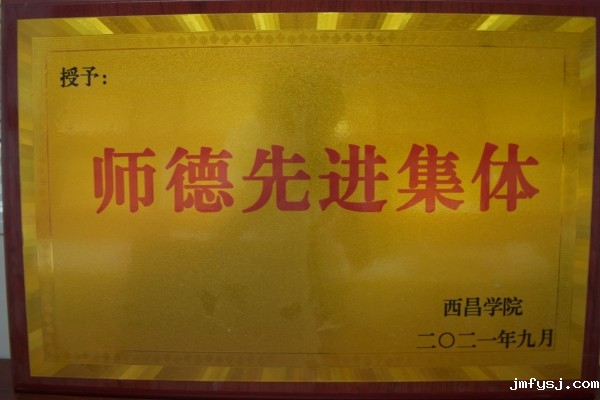 授予：
师德先进集体
西昌学院
二〇二一年九月
jmfysj.com